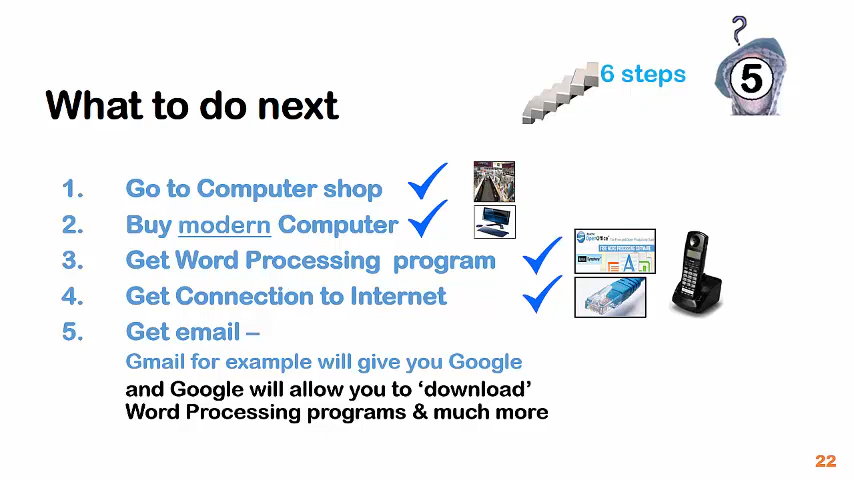 6 steps
?
5
What to do next
1. Go to Computer shop
2. Buy modern Computer
3. Get Word Processing program
OpenOffice
A
4. Get Connection to Internet
5. Get email –
Gmail for example will give you Google
and Google will allow you to ‘download’
Word Processing programs & much more
22